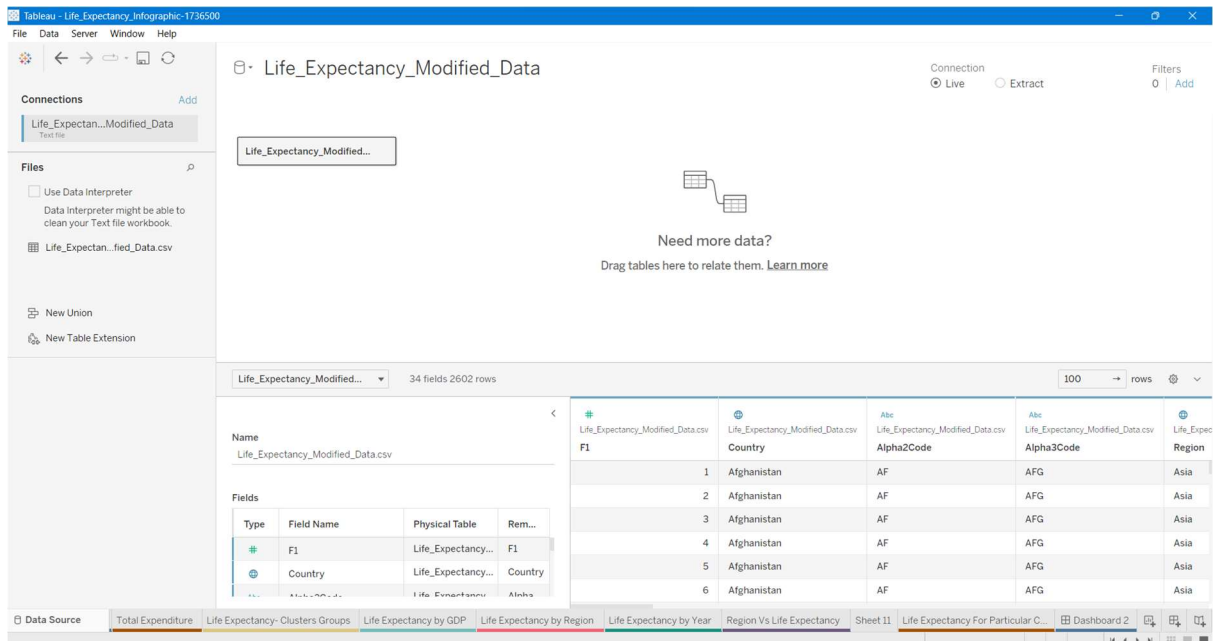 Tableau - Life_Expectancy_Infographic-1736500
File Data Server Window Help
Connections Add
Life_Expectan...Modified_Data
Text file
Files
Use Data Interpreter
Data Interpreter might be able to
clean your Text file workbook.
Life_Expectan...fied_Data.csv
New Union
New Table Extension
Life_Expectancy_Modified_Data
Connection
Live Extract
Filters
0 Add
Life_Expectancy_Modified...
Need more data?
Drag tables here to relate them. Learn more
Life_Expectancy_Modified... 34 fields 2602 rows 100 rows
Name
Life_Expectancy_Modified_Data.csv
Fields
Type Field Name Physical Table Rem...
# F1 Life_Expectancy... F1
Country Life_Expectancy... Country
# Abc Abc
Life_Expectancy_Modified_Data.csv Life_Expectancy_Modified_Data.csv Life_Expectancy_Modified_Data.csv Life_Expectancy_Modified_Data.csv Life_Expec
F1 Country Alpha2Code Alpha3Code Region
1 Afghanistan AF AFG Asia
2 Afghanistan AF AFG Asia
3 Afghanistan AF AFG Asia
4 Afghanistan AF AFG Asia
5 Afghanistan AF AFG Asia
6 Afghanistan AF AFG Asia
Data Source Total Expenditure Life Expectancy- Clusters Groups Life Expectancy by GDP Life Expectancy by Region Life Expectancy by Year Region Vs Life Expectancy Sheet 11 Life Expectancy For Particular C... Dashboard 2